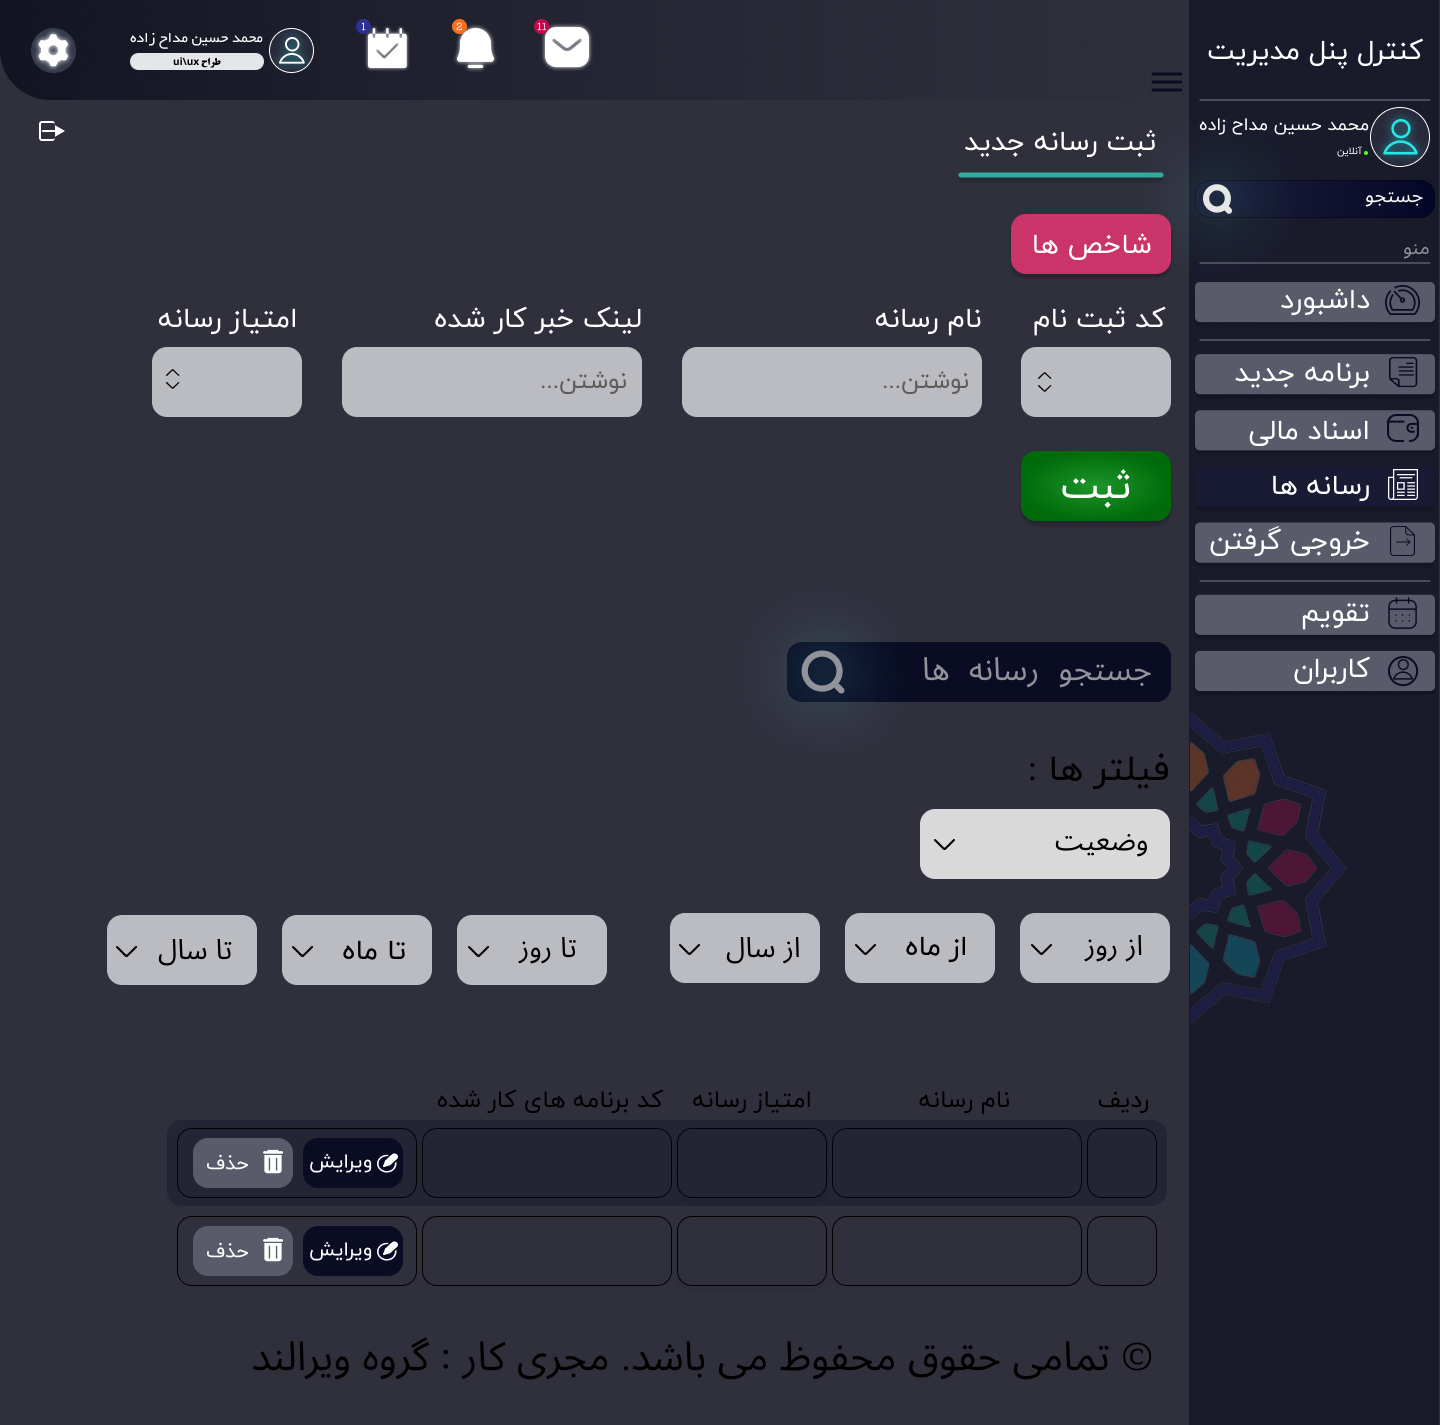 کنترل پنل مدیریت
محمد حسین مداح زاده
آنلاین
جستجو
منو
داشبورد
برنامه جدید
اسناد مالی
رسانه ها
خروجی گرفتن
تقویم
کاربران
11
2
1
محمد حسین مداح زاده
طراح ui\ux
ثبت رسانه جدید
شاخص ها
کد ثبت نام
نام رسانه
لینک خبر کار شده
امتیاز رسانه
نوشتن...
نوشتن...
ثبت
جستجو رسانه ها
فیلتر ها :
وضعیت
از روز
از ماه
از سال
تا روز
تا ماه
تا سال
ردیف
نام رسانه
امتیاز رسانه
کد برنامه های کار شده
ویرایش
حذف
ویرایش
حذف
© تمامی حقوق محفوظ می باشد. مجری کار : گروه ویرالند